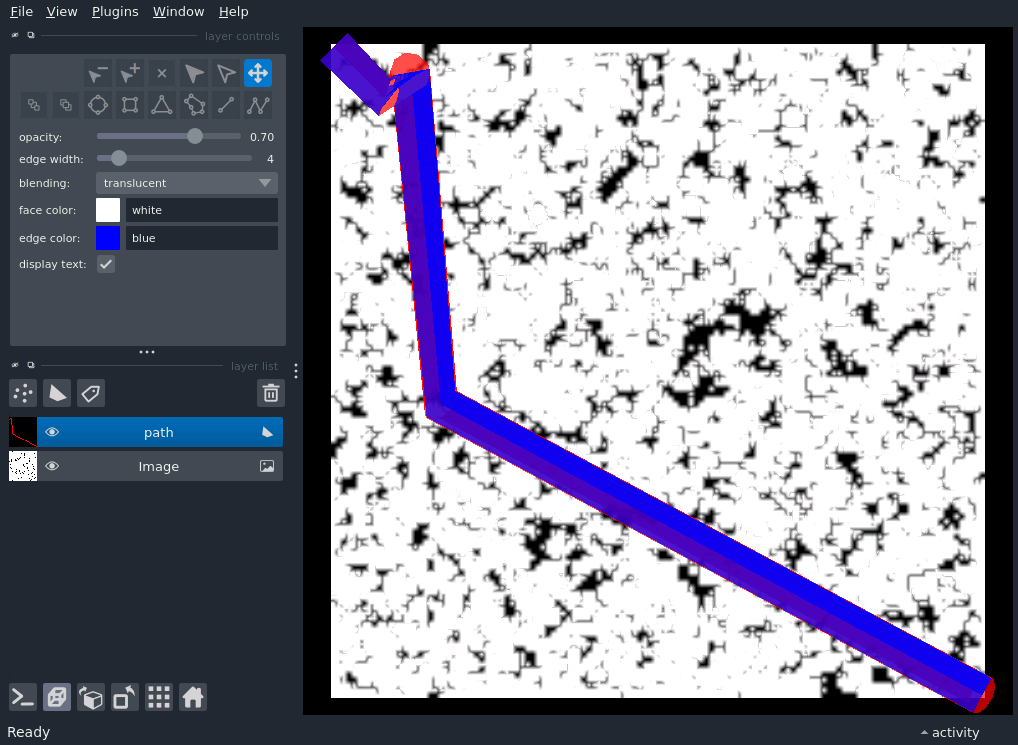 File View Plugins Window Help
layer controls
opacity: 0.70
edge width: 4
blending: translucent
face color: white
edge color: blue
display text:
layer list
path
Image
Ready
activity